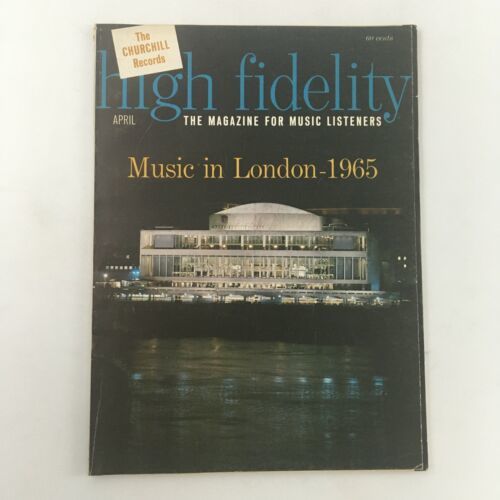 The
CHURCHILL
Records
60 cents
high fidelity
APRIL
THE MAGAZINE FOR MUSIC LISTENERS
Music in London-1965